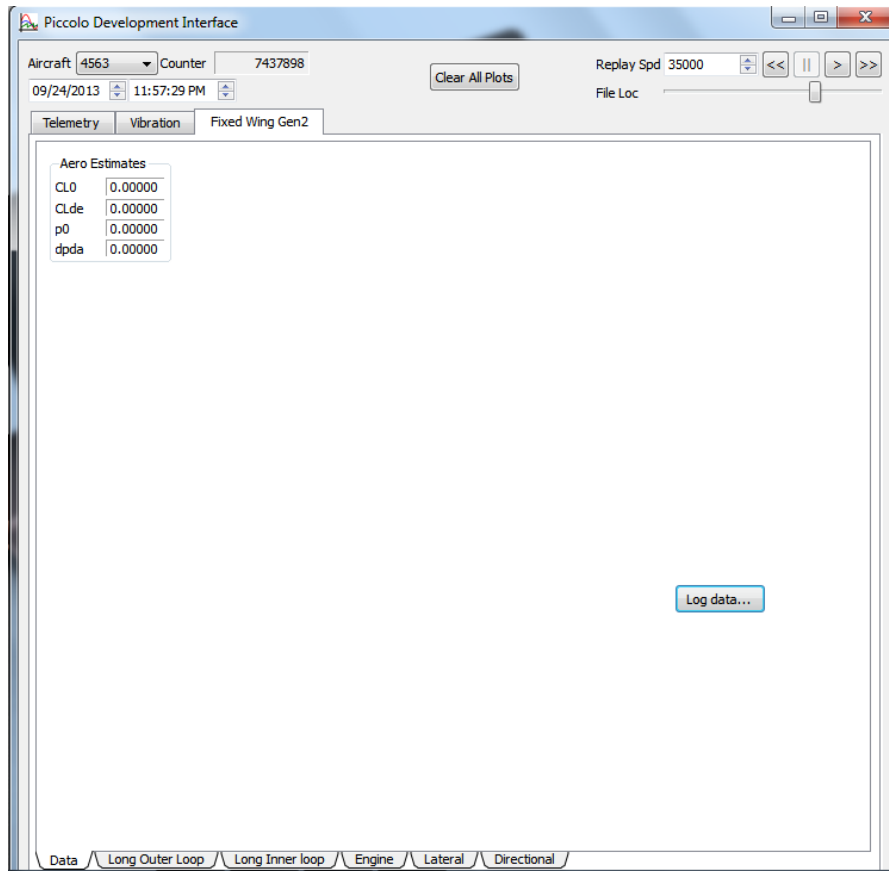 Piccolo Development Interface
Aircraft 4563 Counter 7437898 Replay Spd 35000 << || > >>
Clear All Plots
09/24/2013 11:57:29 PM File Loc
Telemetry Vibration Fixed Wing Gen2
Aero Estimates
CL0 0.00000
CLde 0.00000
p0 0.00000
dpda 0.00000
Log data...
Data Long Outer Loop Long Inner loop Engine Lateral Directional